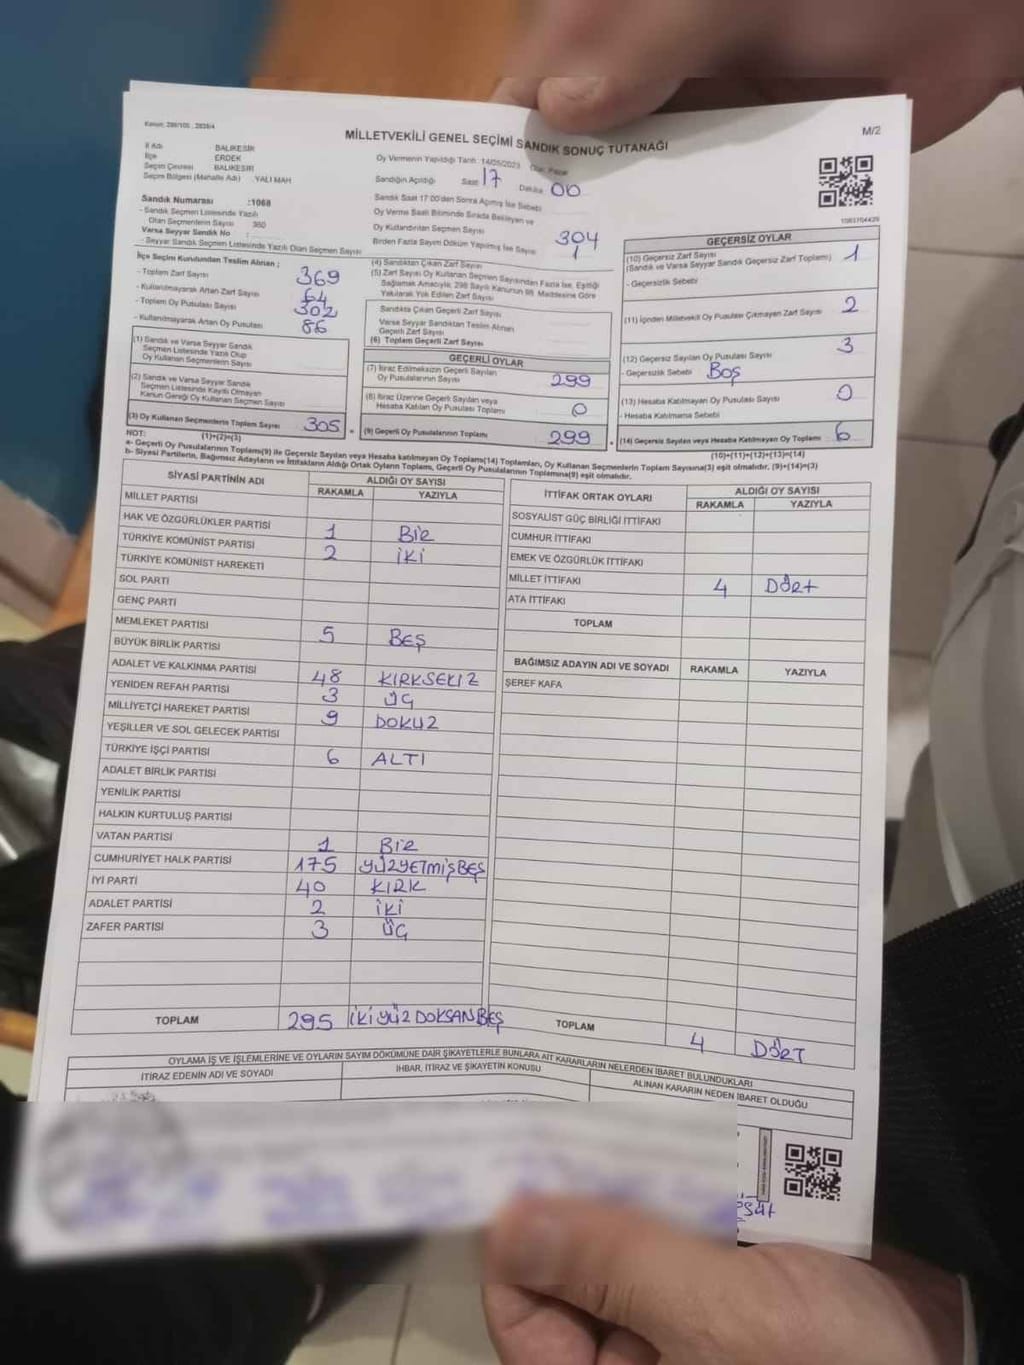 Kanun: 298/105 , 2839/4
MİLLETVEKİLİ GENEL SEÇİMİ SANDIK SONUÇ TUTANAĞI
M/2
İl Adı BALIKESİR
İlçe ERDEK
Seçim Çevresi BALIKESİR
Seçim Bölgesi (Mahalle Adı) : YALI MAH
Oy Vermenin Yapıldığı Tarih : 14/05/2023 Pazar
Sandığın Açıldığı Saat 17 Dakika 00
Sandık Saat 17:00'den Sonra Açılmış İse Sebebi
Oy Verme Saati Bitiminde Sırada Bekleyen ve
Oy Kullandırılan Seçmen Sayısı
Birden Fazla Sayım Döküm Yapılmış İse Sayısı
Sandık Numarası :1068
- Sandık Seçmen Listesinde Yazılı
Olan Seçmenlerin Sayısı 360
Varsa Seyyar Sandık No :
- Seyyar Sandık Seçmen Listesinde Yazılı Olan Seçmen Sayısı
İlçe Seçim Kurulundan Teslim Alınan ;
- Toplam Zarf Sayısı 369
- Kullanılmayarak Artan Zarf Sayısı 64
- Toplam Oy Pusulası Sayısı 302
- Kullanılmayarak Artan Oy Pusulası 86
(1) Sandık ve Varsa Seyyar Sandık
Seçmen Listesinde Yazılı Olup
Oy Kullanan Seçmenlerin Sayısı
(2) Sandık ve Varsa Seyyar Sandık
Seçmen Listesinde Kayıtlı Olmayan
Kanun Gereği Oy Kullanan Seçmen Sayısı
(3) Oy Kullanan Seçmenlerin Toplam Sayısı 305
(1)+(2)=(3)
(4) Sandıktan Çıkan Zarf Sayısı 304
(5) Zarf Sayısı Oy Kullanan Seçmen Sayısından Fazla İse, Eşitliği 1
Sağlamak Amacıyla, 298 Sayılı Kanunun 98. Maddesine Göre
Yakılarak Yok Edilen Zarf Sayısı
Sandıkta Çıkan Geçerli Zarf Sayısı
Varsa Seyyar Sandıktan Teslim Alınan
Geçerli Zarf Sayısı
(6) Toplam Geçerli Zarf Sayısı
GEÇERLİ OYLAR
(7) İtiraz Edilmeksizin Geçerli Sayılan
Oy Pusulalarının Sayısı 299
(8) İtiraz Üzerine Geçerli Sayılan veya
Hesaba Katılan Oy Pusulası Toplamı 0
(9) Geçerli Oy Pusulalarının Toplamı 299
1083704429
GEÇERSİZ OYLAR
(10) Geçersiz Zarf Sayısı 1
(Sandık ve Varsa Seyyar Sandık Geçersiz Zarf Toplamı)
- Geçersizlik Sebebi
(11) İçinden Milletvekili Oy Pusulası Çıkmayan Zarf Sayısı 2
(12) Geçersiz Sayılan Oy Pusulası Sayısı 3
- Geçersizlik Sebebi BOŞ
(13) Hesaba Katılmayan Oy Pusulası Sayısı 0
- Hesaba Katılmama Sebebi
(14) Geçersiz Sayılan veya Hesaba Katılmayan Oy Toplamı 6
(10)+(11)+(12)+(13)=(14)
NOT:
a- Geçerli Oy Pusulalarının Toplamı(9) ile Geçersiz Sayılan veya Hesaba katılmayan Oy Toplamı(14) Toplamları, Oy Kullanan Seçmenlerin Toplam Sayısına(3) eşit olmalıdır. (9)+(14)=(3)
b- Siyasi Partilerin, Bağımsız Adayların ve İttifakların Aldığı Ortak Oyların Toplamı, Geçerli Oy Pusulalarının Toplamına(9) eşit olmalıdır.
SİYASİ PARTİNİN ADI ALDIĞI OY SAYISI
RAKAMLA YAZIYLA
MİLLET PARTİSİ
HAK VE ÖZGÜRLÜKLER PARTİSİ 1 BİR
TÜRKİYE KOMÜNİST PARTİSİ 2 İKİ
TÜRKİYE KOMÜNİST HAREKETİ
SOL PARTİ
GENÇ PARTİ
MEMLEKET PARTİSİ 5 BEŞ
BÜYÜK BİRLİK PARTİSİ
ADALET VE KALKINMA PARTİSİ 48 KIRKSEKİZ
YENİDEN REFAH PARTİSİ 3 ÜÇ
MİLLİYETÇİ HAREKET PARTİSİ 9 DOKUZ
YEŞİLLER VE SOL GELECEK PARTİSİ
TÜRKİYE İŞÇİ PARTİSİ 6 ALTI
ADALET BİRLİK PARTİSİ
YENİLİK PARTİSİ
HALKIN KURTULUŞ PARTİSİ
VATAN PARTİSİ 1 BİR
CUMHURİYET HALK PARTİSİ 175 YÜZYETMİŞBEŞ
İYİ PARTİ 40 KIRK
ADALET PARTİSİ 2 İKİ
ZAFER PARTİSİ 3 ÜÇ
TOPLAM 295 İKİYÜZDOKSANBEŞ
İTTİFAK ORTAK OYLARI ALDIĞI OY SAYISI
RAKAMLA YAZIYLA
SOSYALİST GÜÇ BİRLİĞİ İTTİFAKI
CUMHUR İTTİFAKI
EMEK VE ÖZGÜRLÜK İTTİFAKI
MİLLET İTTİFAKI 4 DÖRT
ATA İTTİFAKI
TOPLAM
BAĞIMSIZ ADAYIN ADI VE SOYADI RAKAMLA YAZIYLA
ŞEREF KAFA
TOPLAM 4 DÖRT
OYLAMA İŞ VE İŞLEMLERİNE VE OYLARIN SAYIM DÖKÜMÜNE DAİR ŞİKAYETLERLE BUNLARA AİT KARARLARIN NELERDEN İBARET BULUNDUKLARI
İTİRAZ EDENİN ADI VE SOYADI
İHBAR, İTİRAZ VE ŞİKAYETİN KONUSU
ALINAN KARARIN NEDEN İBARET OLDUĞU